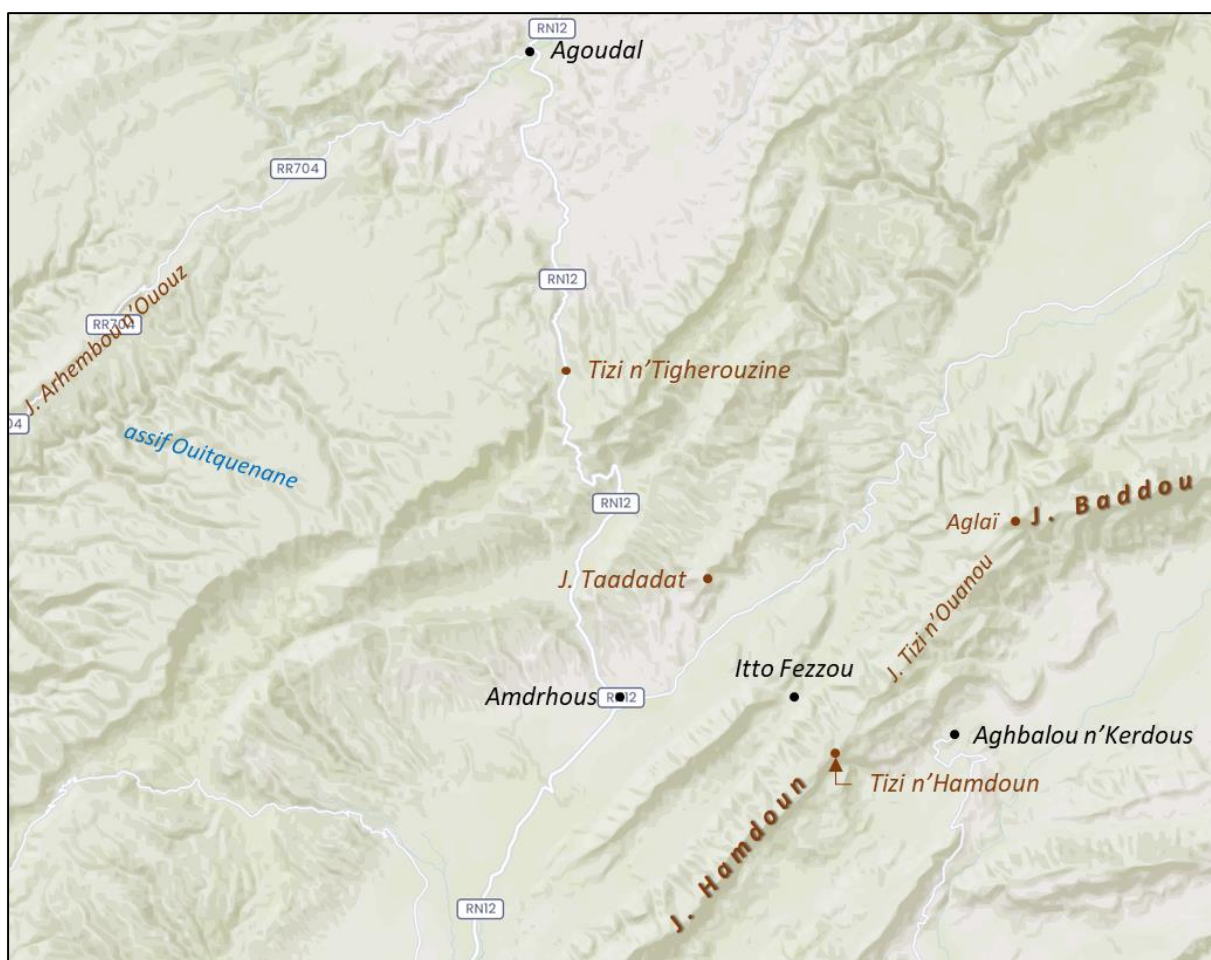 RN12
Agoudal
RR704
RN12
J. Arhembou n'Ououz
RR704
Tizi n'Tigherouzine
04
assif Ouitquenane
RN12
J. Baddou
Aglaï
J. Taadadat
J. Tizi n'Ouanou
Itto Fezzou
Amdrhous
RN12
Aghbalou n'Kerdous
Tizi n'Hamdoun
J. Hamdoun
RN12